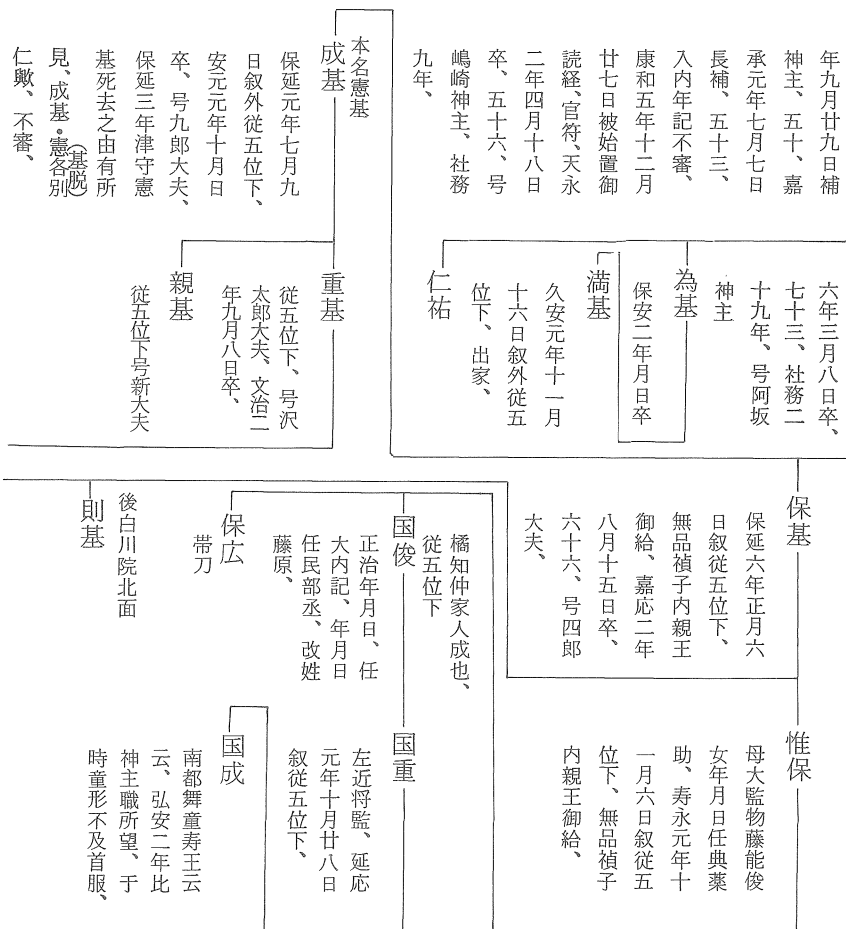 年九月廿九日補
神主、五十、嘉
承元年七月七日
長補、五十三、
入内年記不審、
康和五年十二月
廿七日被始置御
読経、官符、天永
二年四月十八日
卒、五十六、号
嶋崎神主、社務
九年、
本名憲基
成基
保延元年七月九
日叙外従五位下、
安元元年十月日
卒、号九郎大夫、
保延三年津守憲
基死去之由有所
(基脱)
見、成基・憲各別
仁歟、不審、
六年三月八日卒、
七十三、社務二
十九年、号阿坂
神主
為基
保安二年月日卒
満基
久安元年十一月
十六日叙外従五
位下、出家、
仁祐
重基
従五位下、号沢
太郎大夫、文治二
年九月八日卒、
親基
従五位下号新大夫
保基
保延六年正月六
日叙従五位下、
無品禎子内親王
御給、嘉応二年
八月十五日卒、
六十六、号四郎
大夫、
橘知仲家人成也、
従五位下
国俊
正治年月日、任
大内記、年月日
任民部丞、改姓
藤原、
保広
帯刀
後白川院北面
則基
惟保
母大監物藤能俊
女年月日任典薬
助、寿永元年十
一月六日叙従五
位下、無品禎子
内親王御給、
国重
左近将監、延応
元年十月廿八日
叙従五位下、
国成
南都舞童寿王云
云、弘安二年比
神主職所望、于
時童形不及首服、